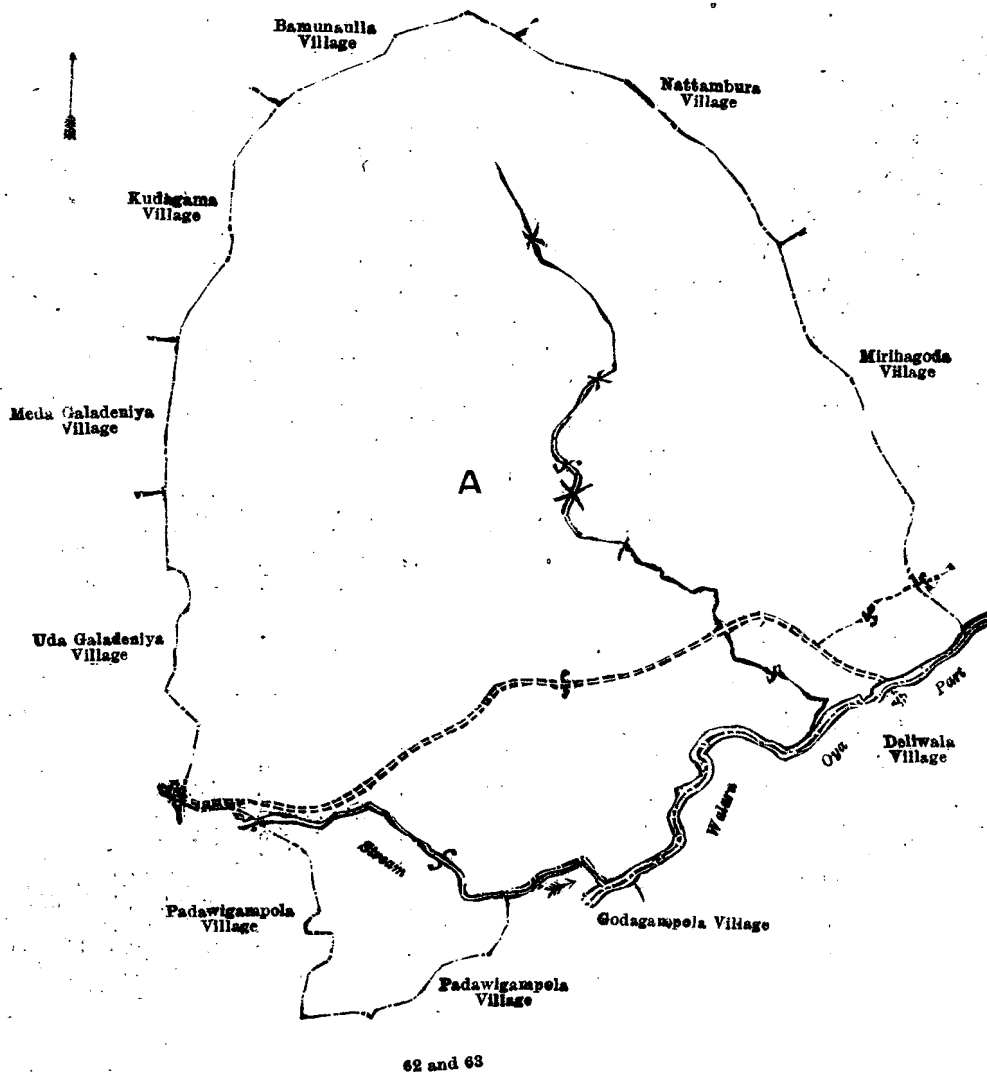 Bamunaulla
Village
Nattambura
Village
Kudagama
Village
Mirihagoda
Village
Meda Galadeniya
Village
A
Uda Galadeniya
Village
Part
Oya
Deliwala
Village
Walara
Stream
Padawigampola
Village
Godagampola Village
Padawigampola
Village
62 and 63